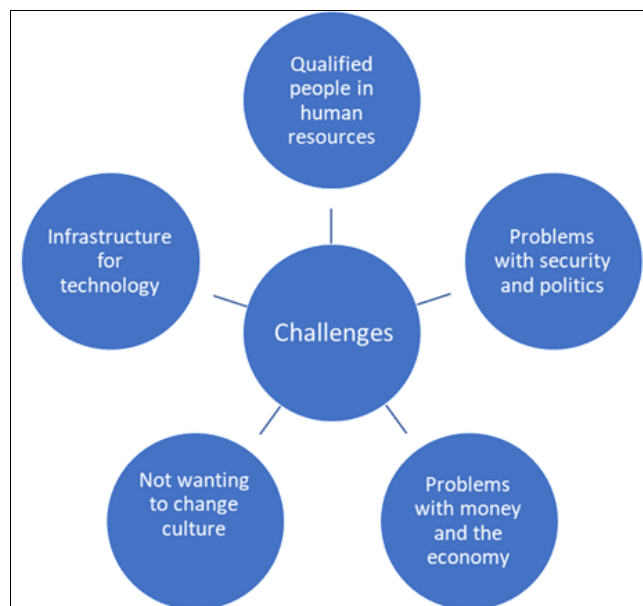 Qualified
people in
human
resources
Infrastructure
for
technology
Problems
with security
and politics
Challenges
Not wanting
to change
culture
Problems
with money
and the
economy